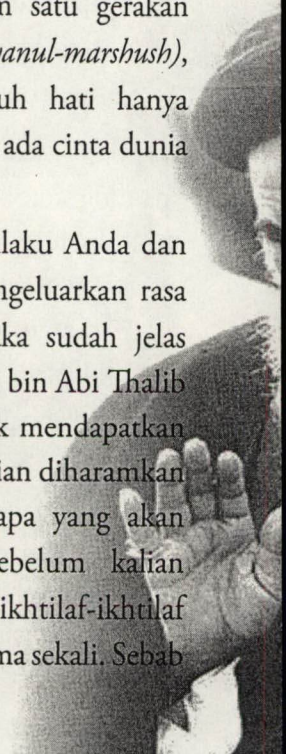 satu gerakan
anul-marshush),
uh hati hanya
ada cinta dunia
laku Anda dan
ngeluarkan rasa
ka sudah jelas
bin Abi Thalib
k mendapatkan
ian diharamkan
apa yang akan
ebelum kalian
ikhtilaf-ikhtilaf
ma sekali. Sebab